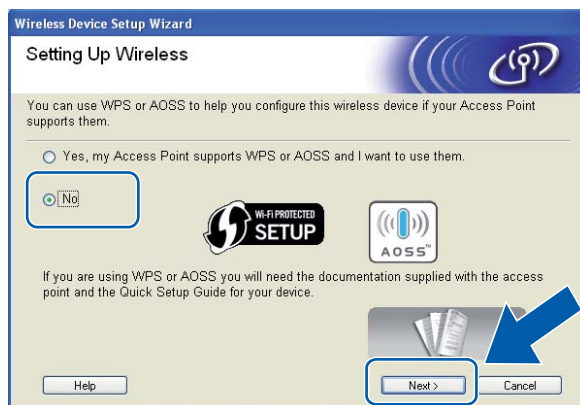 Wireless Device Setup Wizard
Setting Up Wireless
You can use WPS or AOSS to help you configure this wireless device if your Access Point
supports them.
Yes, my Access Point supports WPS or AOSS and I want to use them.
No
WI-FI PROTECTED
SETUP
AOSS™
If you are using WPS or AOSS you will need the documentation supplied with the access
point and the Quick Setup Guide for your device.
Help
Next >
Cancel